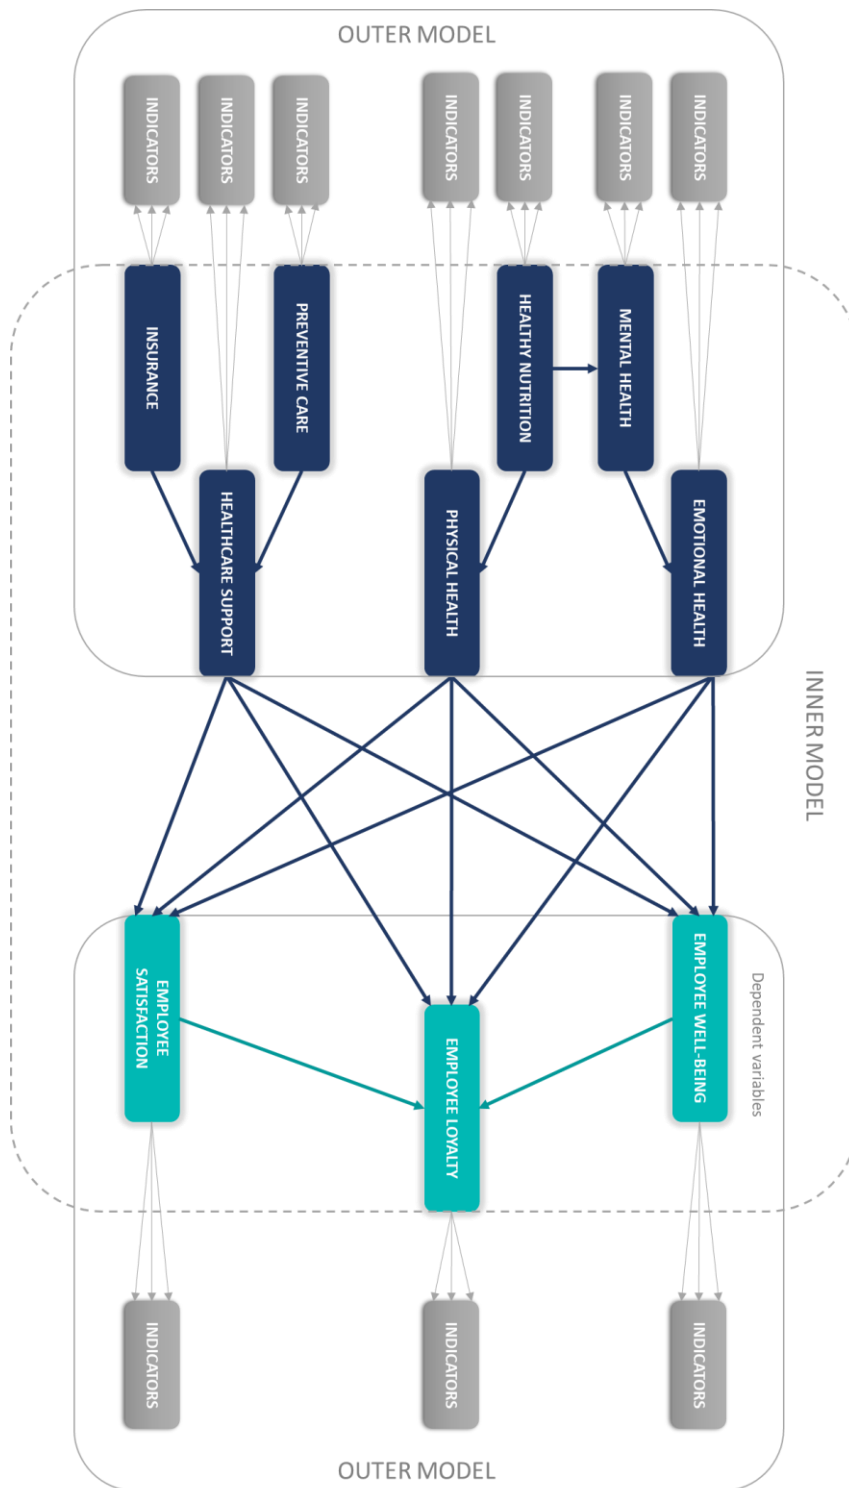 OUTER MODEL
INDICATORS
INDICATORS
INDICATORS
INDICATORS
INDICATORS
INDICATORS
INDICATORS
INSURANCE
PREVENTIVE CARE
HEALTHY NUTRITION
MENTAL HEALTH
HEALTHCARE SUPPORT
PHYSICAL HEALTH
EMOTIONAL HEALTH
INNER MODEL
EMPLOYEE
SATISFACTION
EMPLOYEE LOYALTY
EMPLOYEE WELL-BEING
Dependent variables
INDICATORS
INDICATORS
INDICATORS
OUTER MODEL